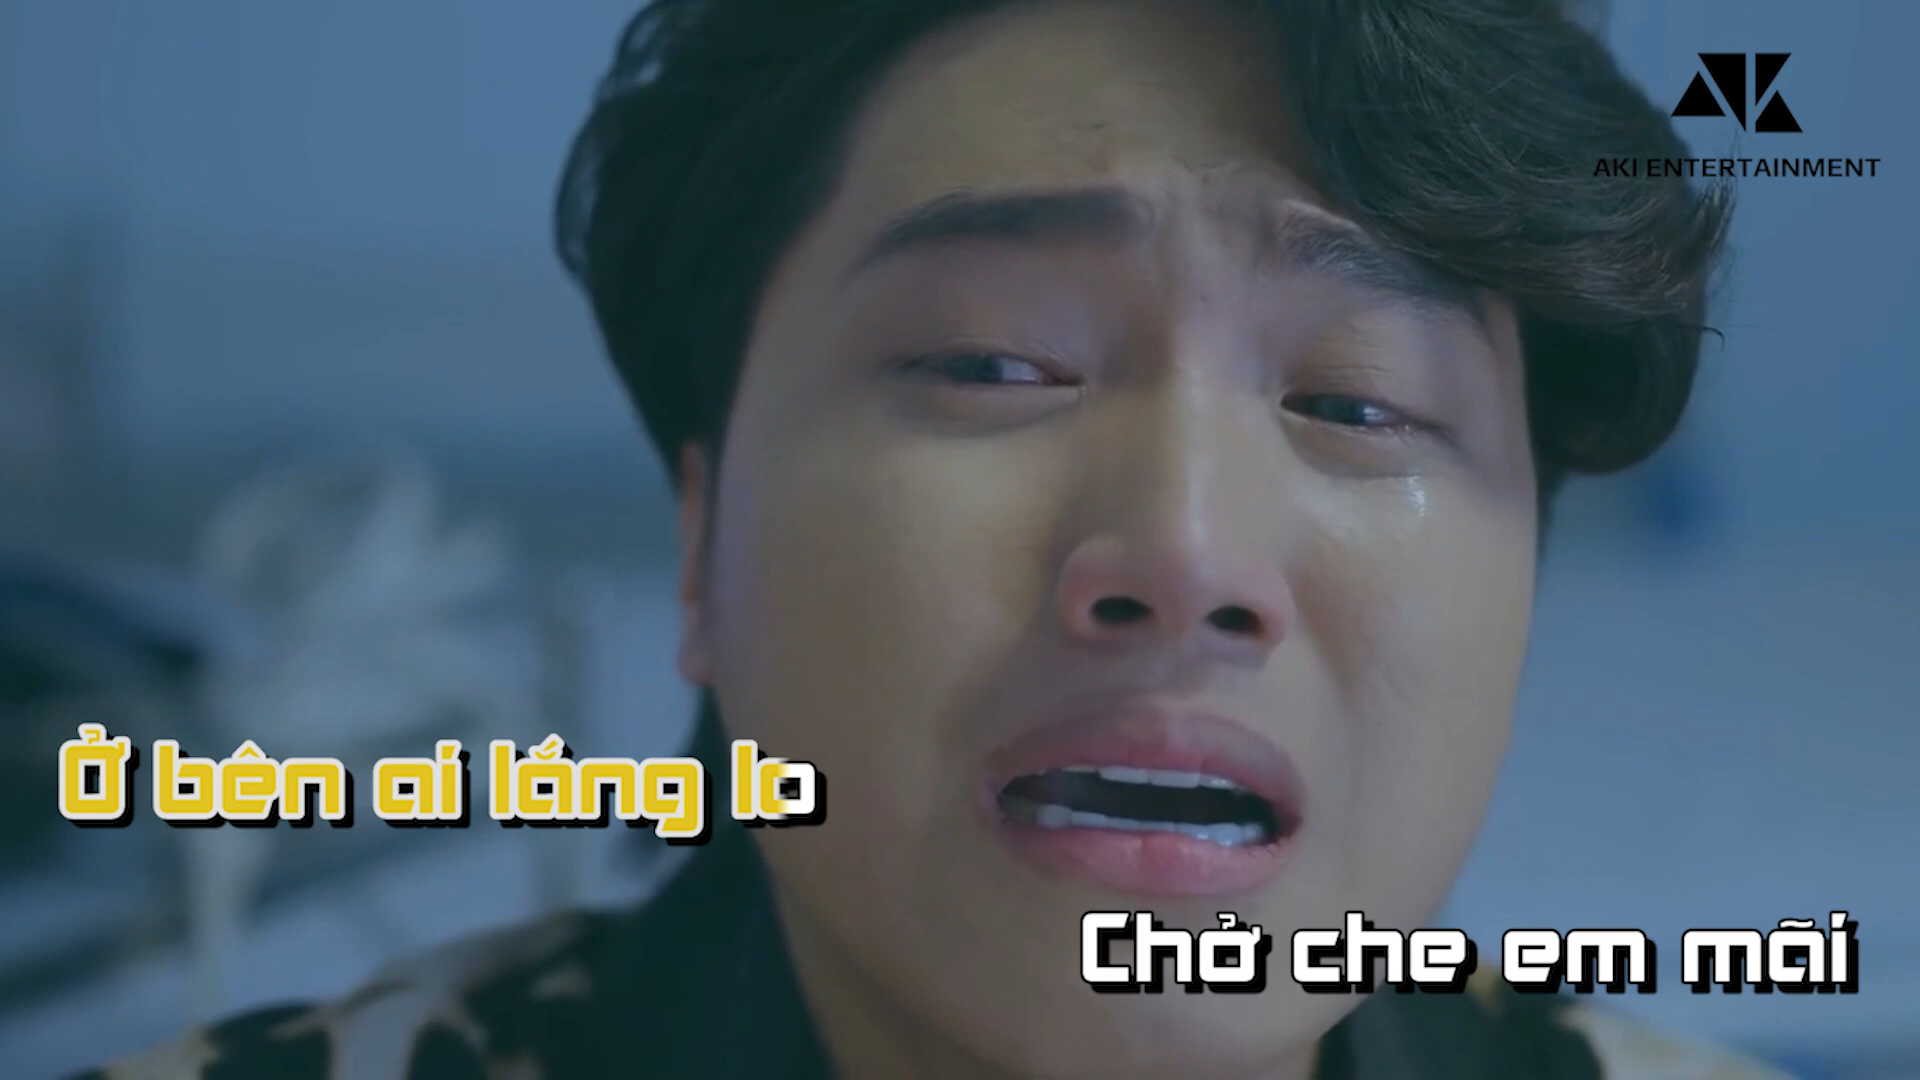 AKI ENTERTAINMENT
Ở bên ai lắng lo
Chở che em mãi